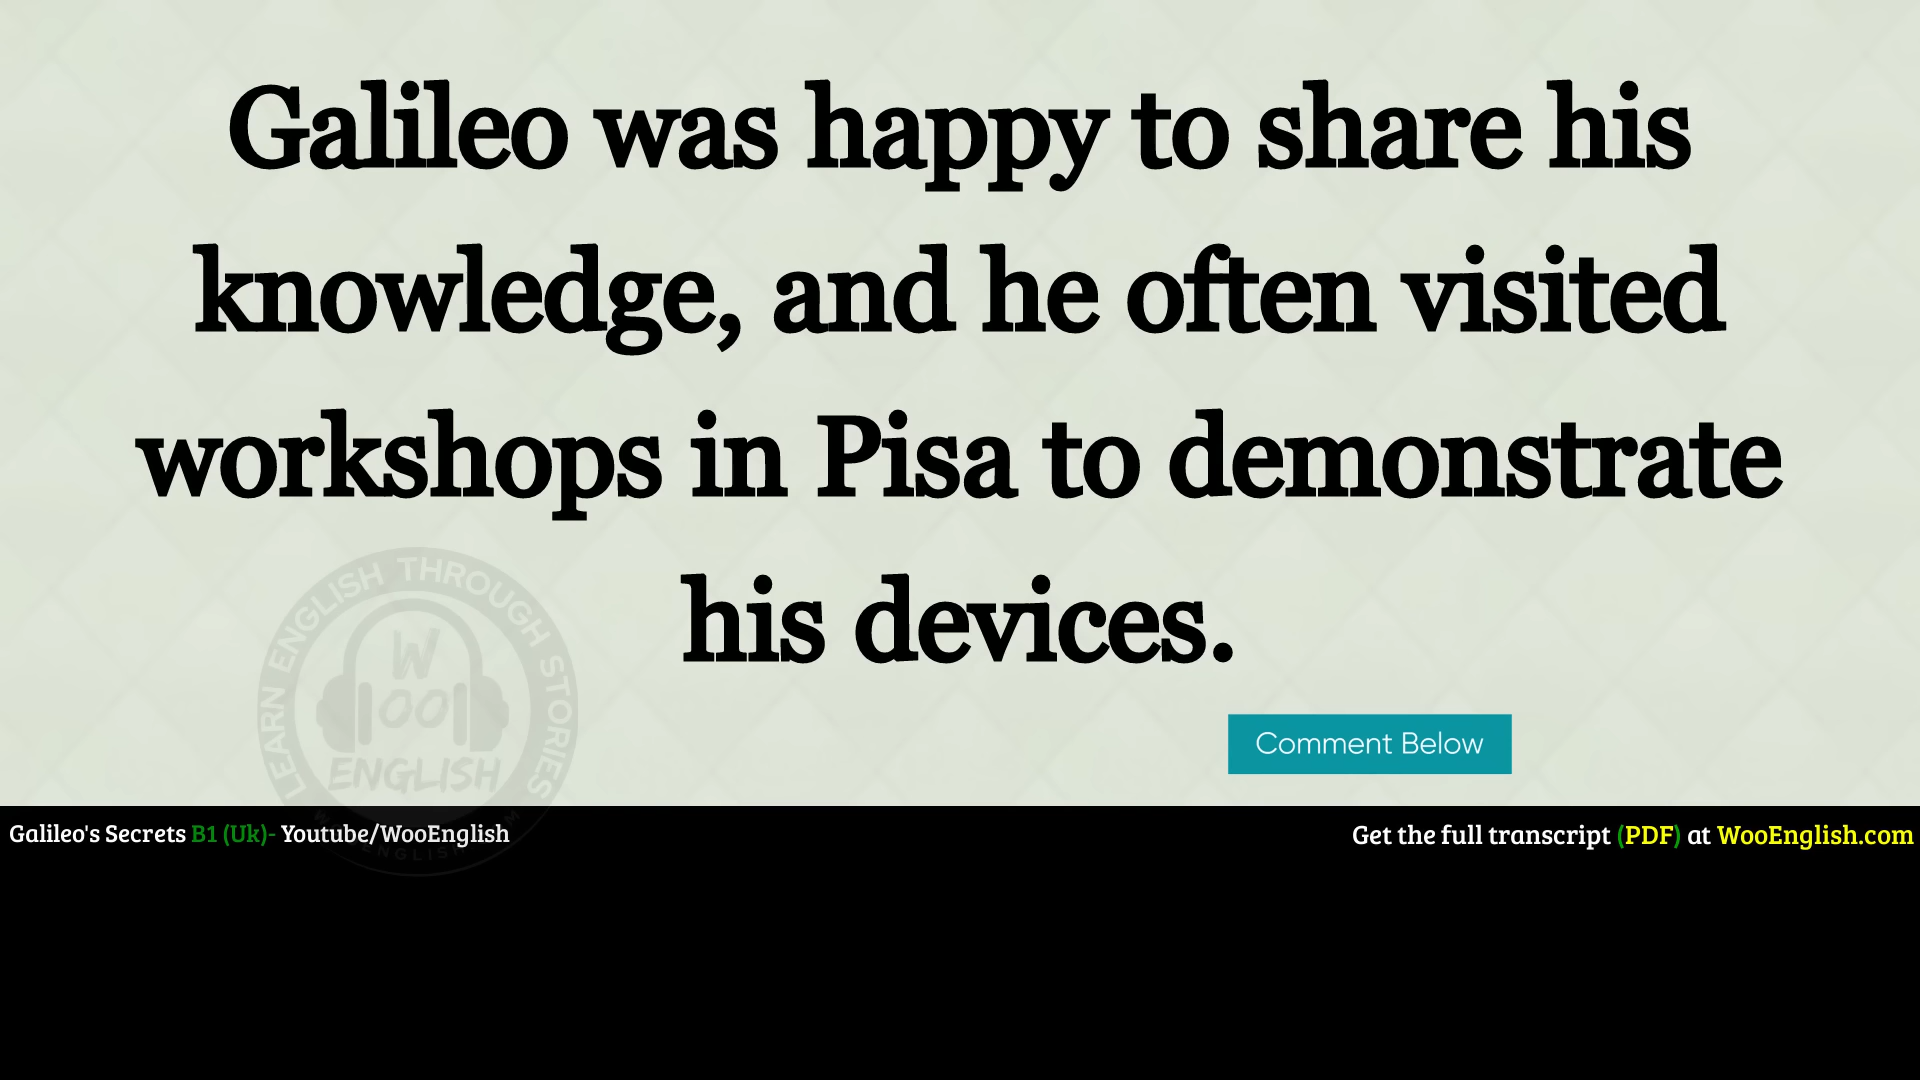 Galileo was happy to share his
knowledge, and he often visited
workshops in Pisa to demonstrate
his devices.
LEARN ENGLISH THROUGH STORIES
W
OO
ENGLISH
Comment Below
Galileo's Secrets B1 (Uk)- Youtube/WooEnglish
Get the full transcript (PDF) at WooEnglish.com